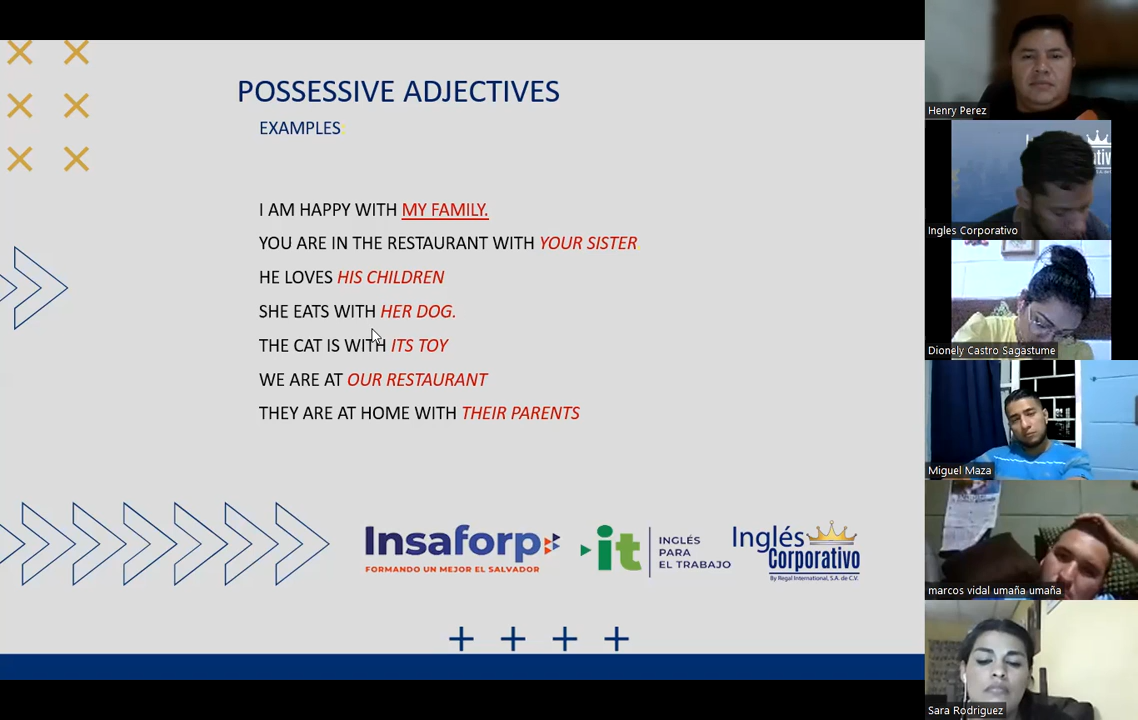 POSSESSIVE ADJECTIVES
EXAMPLES:
I AM HAPPY WITH MY FAMILY.
YOU ARE IN THE RESTAURANT WITH YOUR SISTER
HE LOVES HIS CHILDREN
SHE EATS WITH HER DOG.
THE CAT IS WITH ITS TOY
WE ARE AT OUR RESTAURANT
THEY ARE AT HOME WITH THEIR PARENTS
Insaforp
FORMANDO UN MEJOR EL SALVADOR
it
INGLÉS
PARA
EL TRABAJO
Inglés
Corporativo
By Regal International, S.A. de C.V.
Henry Perez
Ingles Corporativo
Dionely Castro Sagastume
Miguel Maza
marcos vidal umaña umaña
Sara Rodriguez